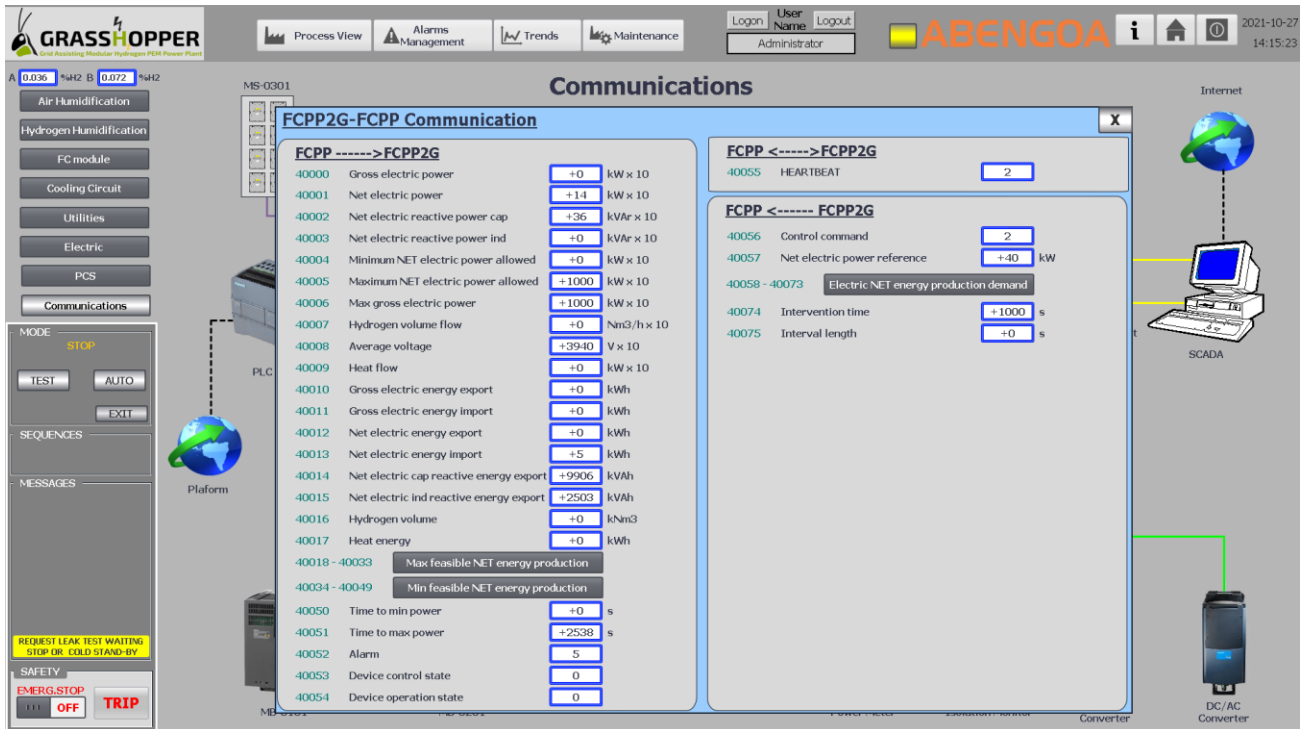 GRASSHOPPER
Grid Assisting Modular Hydrogen PEM Power Plant
Process View
Alarms
Management
Trends
Maintenance
Logon
User
Name
Logout
Administrator
ABENGOA
i
2021-10-27
14:15:23
A 0.036 %H2 B 0.072 %H2
Air Humidification
Hydrogen Humidification
FC module
Cooling Circuit
Utilities
Electric
PCS
Communications
MODE
STOP
TEST
AUTO
EXIT
SEQUENCES
MESSAGES
REQUEST LEAK TEST WAITING
STOP OR COLD STAND-BY
SAFETY
EMERG.STOP
OFF
TRIP
MS-0301
Communications
Internet
PLC
Plaform
SCADA
FCPP2G-FCPP Communication
X
FCPP ------>FCPP2G
40000 Gross electric power +0 kW x 10
40001 Net electric power +14 kW x 10
40002 Net electric reactive power cap +36 kVAr x 10
40003 Net electric reactive power ind +0 kVAr x 10
40004 Minimum NET electric power allowed +0 kW x 10
40005 Maximum NET electric power allowed +1000 kW x 10
40006 Max gross electric power +1000 kW x 10
40007 Hydrogen volume flow +0 Nm3/h x 10
40008 Average voltage +3940 V x 10
40009 Heat flow +0 kW x 10
40010 Gross electric energy export +0 kWh
40011 Gross electric energy import +0 kWh
40012 Net electric energy export +0 kWh
40013 Net electric energy import +5 kWh
40014 Net electric cap reactive energy export +9906 kVAh
40015 Net electric ind reactive energy export +2503 kVAh
40016 Hydrogen volume +0 kNm3
40017 Heat energy +0 kWh
40018 - 40033 Max feasible NET energy production
40034 - 40049 Min feasible NET energy production
40050 Time to min power +0 s
40051 Time to max power +2538 s
40052 Alarm 5
40053 Device control state 0
40054 Device operation state 0
FCPP <----->FCPP2G
40055 HEARTBEAT 2
FCPP <------ FCPP2G
40056 Control command 2
40057 Net electric power reference +40 kW
40058 - 40073 Electric NET energy production demand
40074 Intervention time +1000 s
40075 Interval length +0 s
Converter
DC/AC
Converter